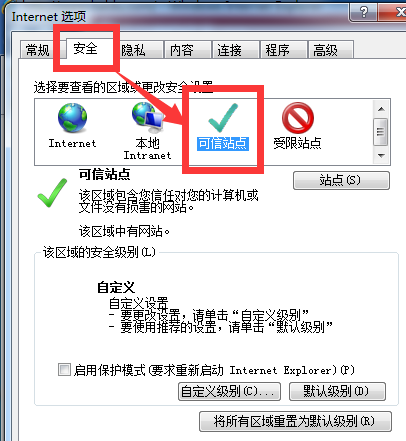 Internet 选项
常规 安全 隐私 内容 连接 程序 高级
选择要查看的区域或更改安全设置
Internet 本地 Intranet 可信站点 受限站点
可信站点
站点(S)
该区域包含您信任对您的计算机或
文件没有损害的网站。
该区域中有网站。
该区域的安全级别(L)
自定义
自定义设置
- 要更改设置，请单击“自定义级别”
- 要使用推荐的设置，请单击“默认级别”
启用保护模式(要求重新启动 Internet Explorer)(P)
自定义级别(C)... 默认级别(D)
将所有区域重置为默认级别(R)